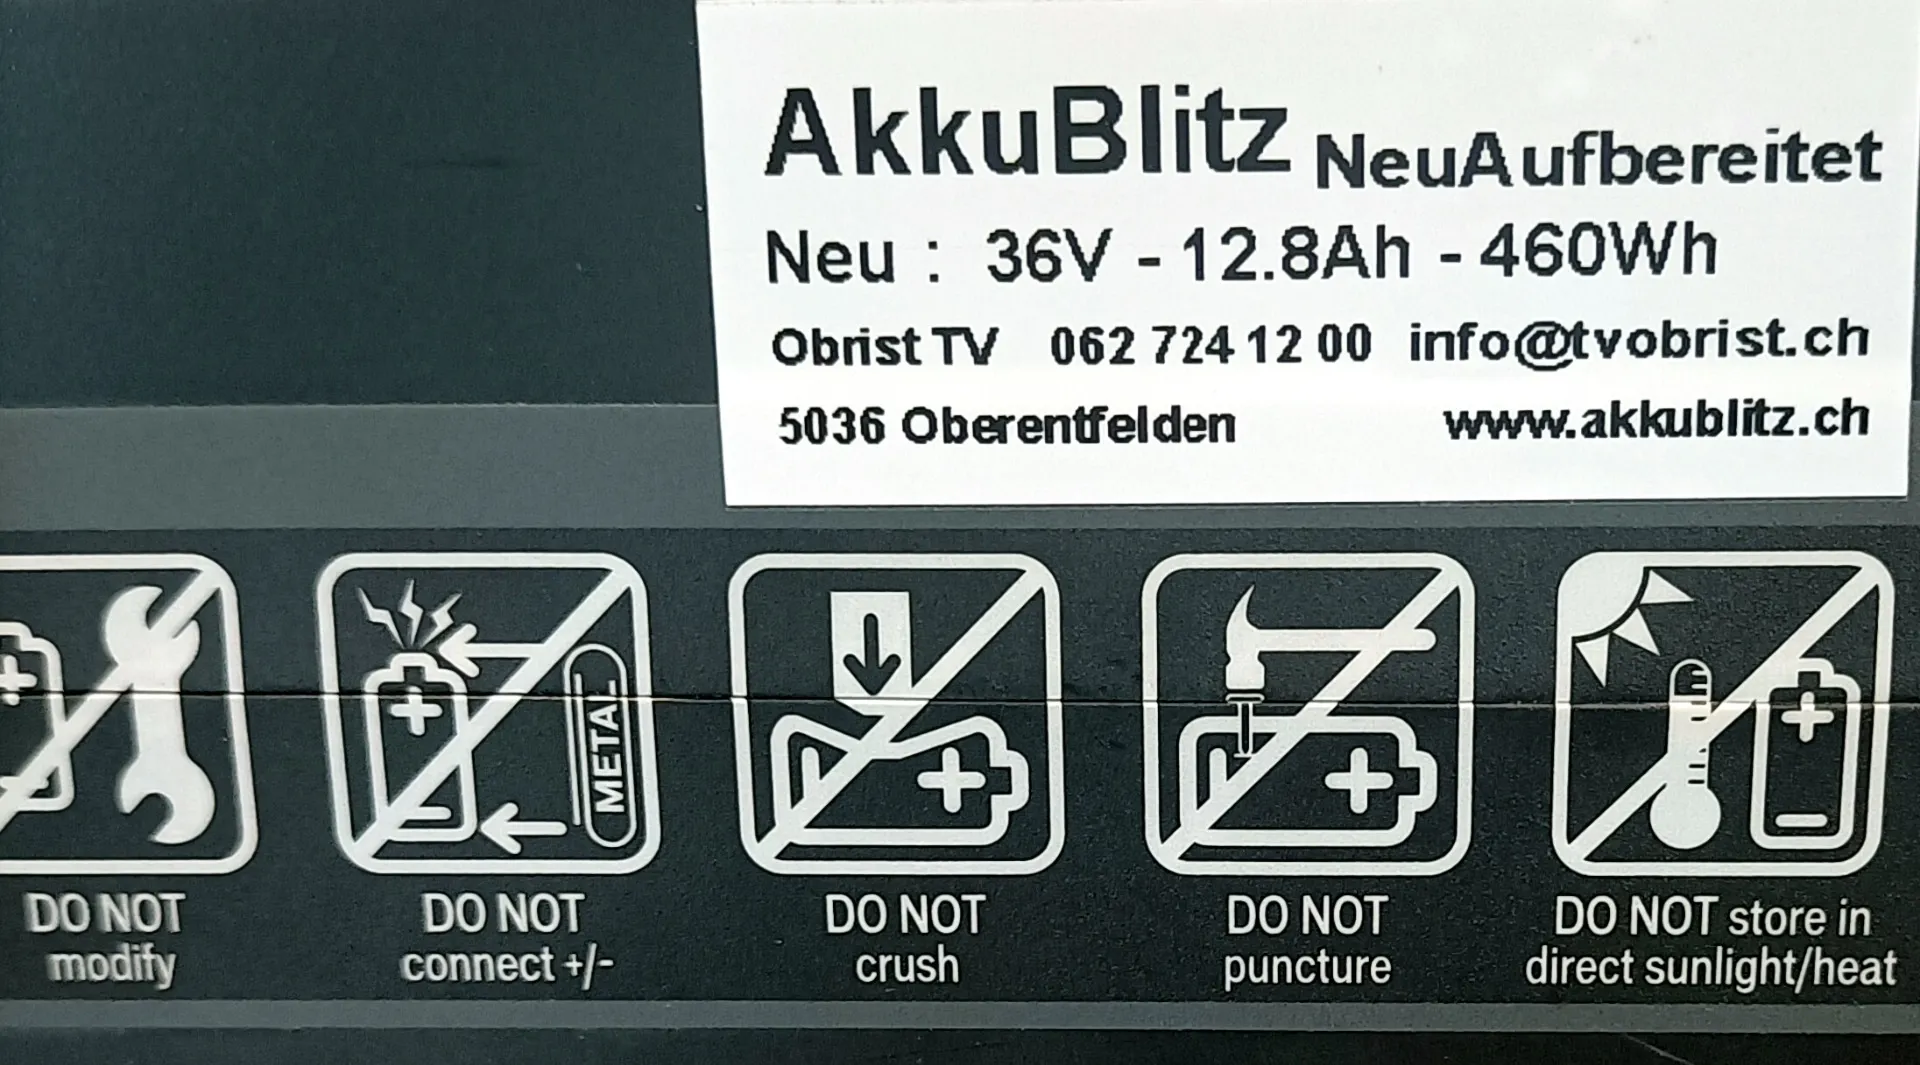 AkkuBlitz NeuAufbereitet
Neu : 36V - 12.8Ah - 460Wh
Obrist TV 062 724 12 00 info@tvobrist.ch
5036 Oberentfelden www.akkublitz.ch
METAL
DO NOT
modify
DO NOT
connect +/-
DO NOT
crush
DO NOT
puncture
DO NOT store in
direct sunlight/heat